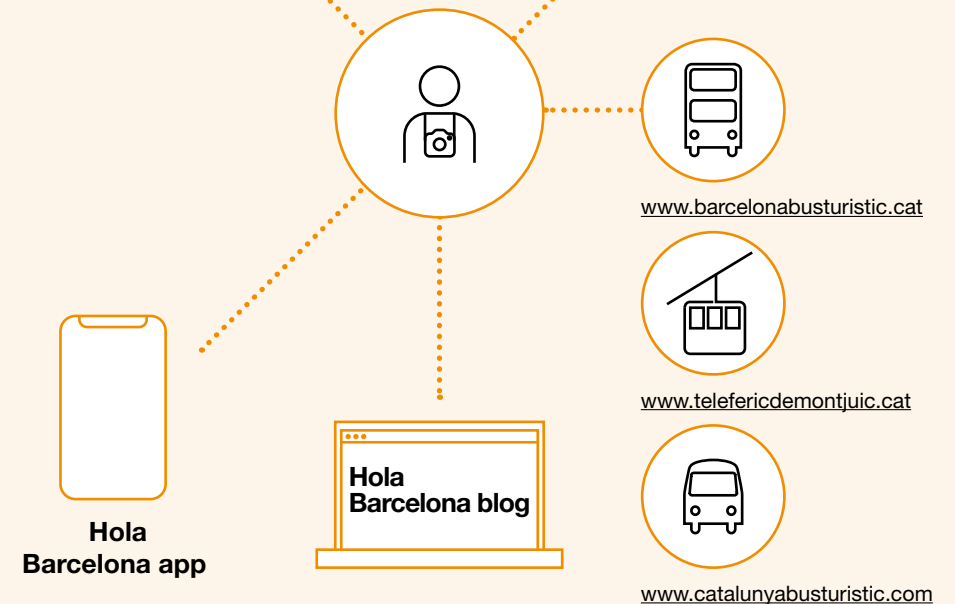 www.barcelonabusturistic.cat
www.telefericdemontjuic.cat
Hola
Barcelona blog
Hola
Barcelona app
www.catalunyabusturistic.com